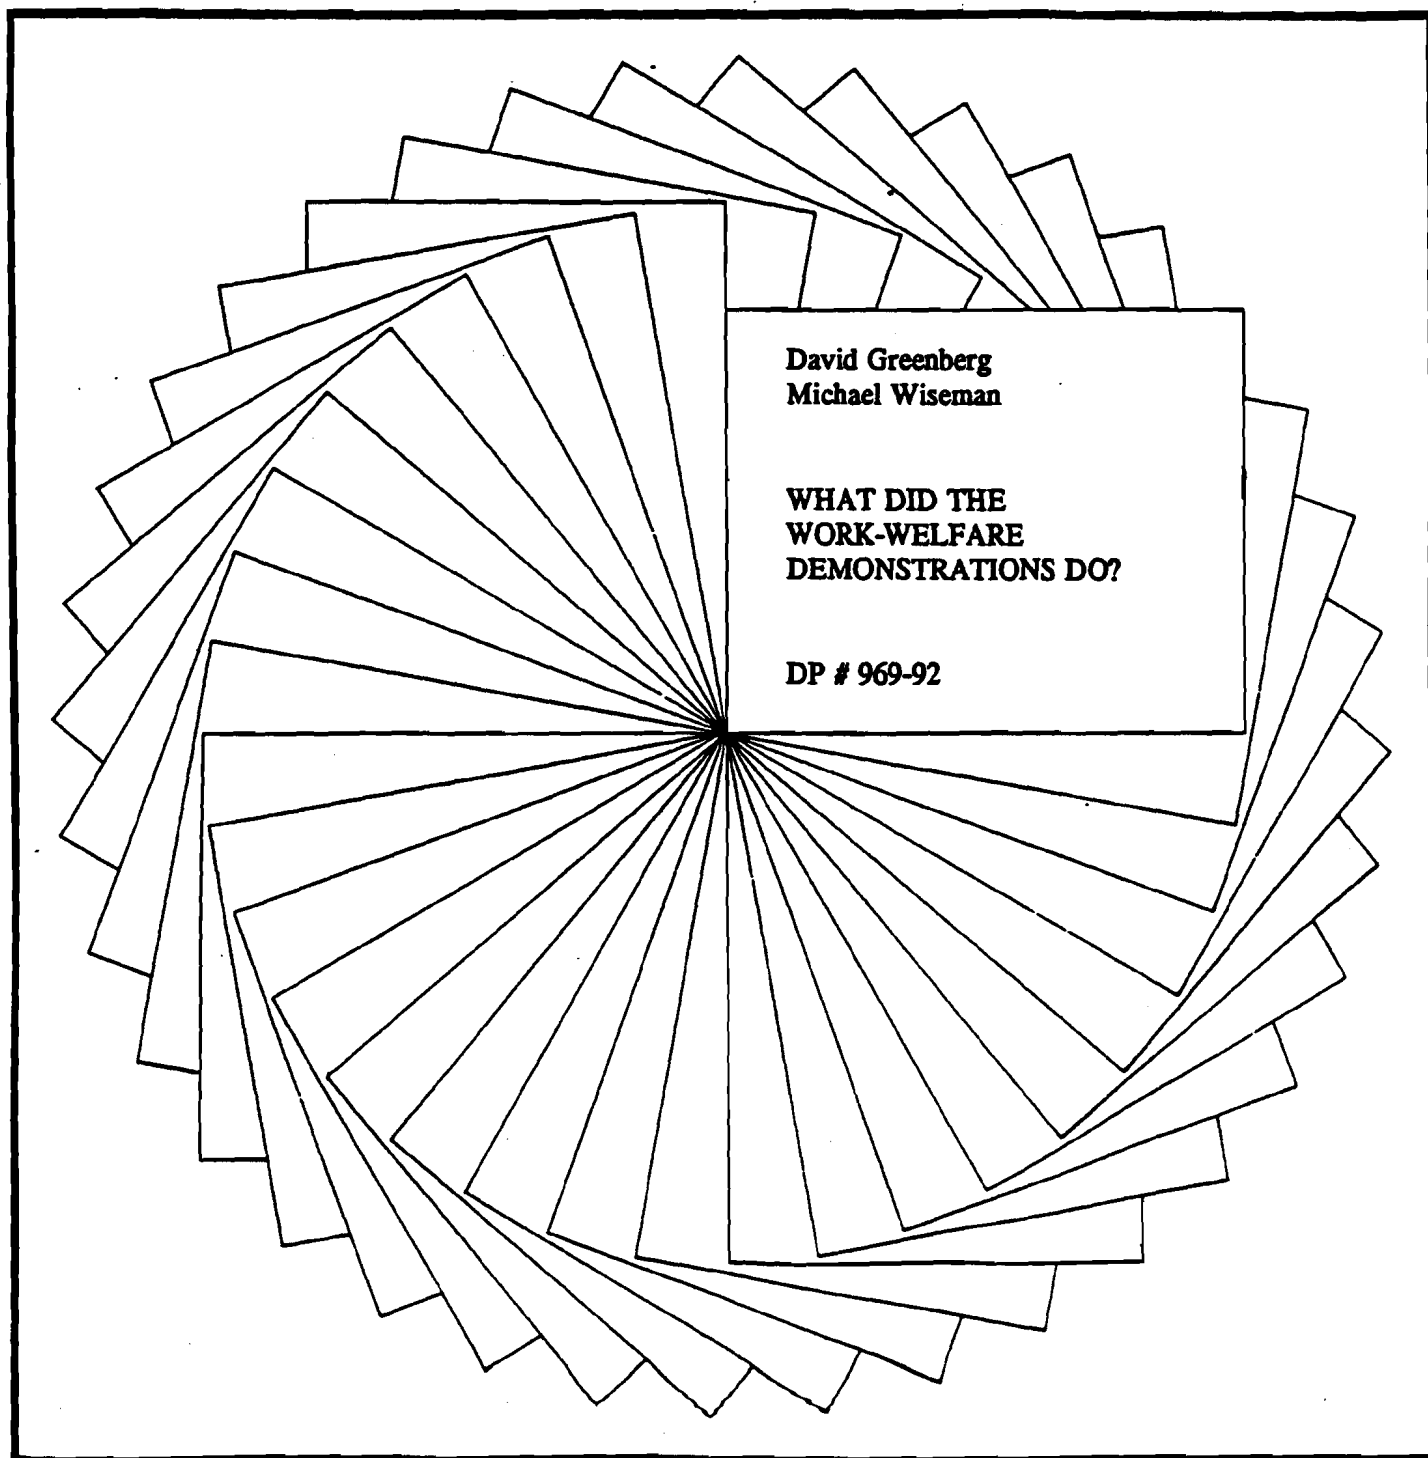 David Greenberg
Michael Wiseman
WHAT DID THE
WORK-WELFARE
DEMONSTRATIONS DO?
DP # 969-92